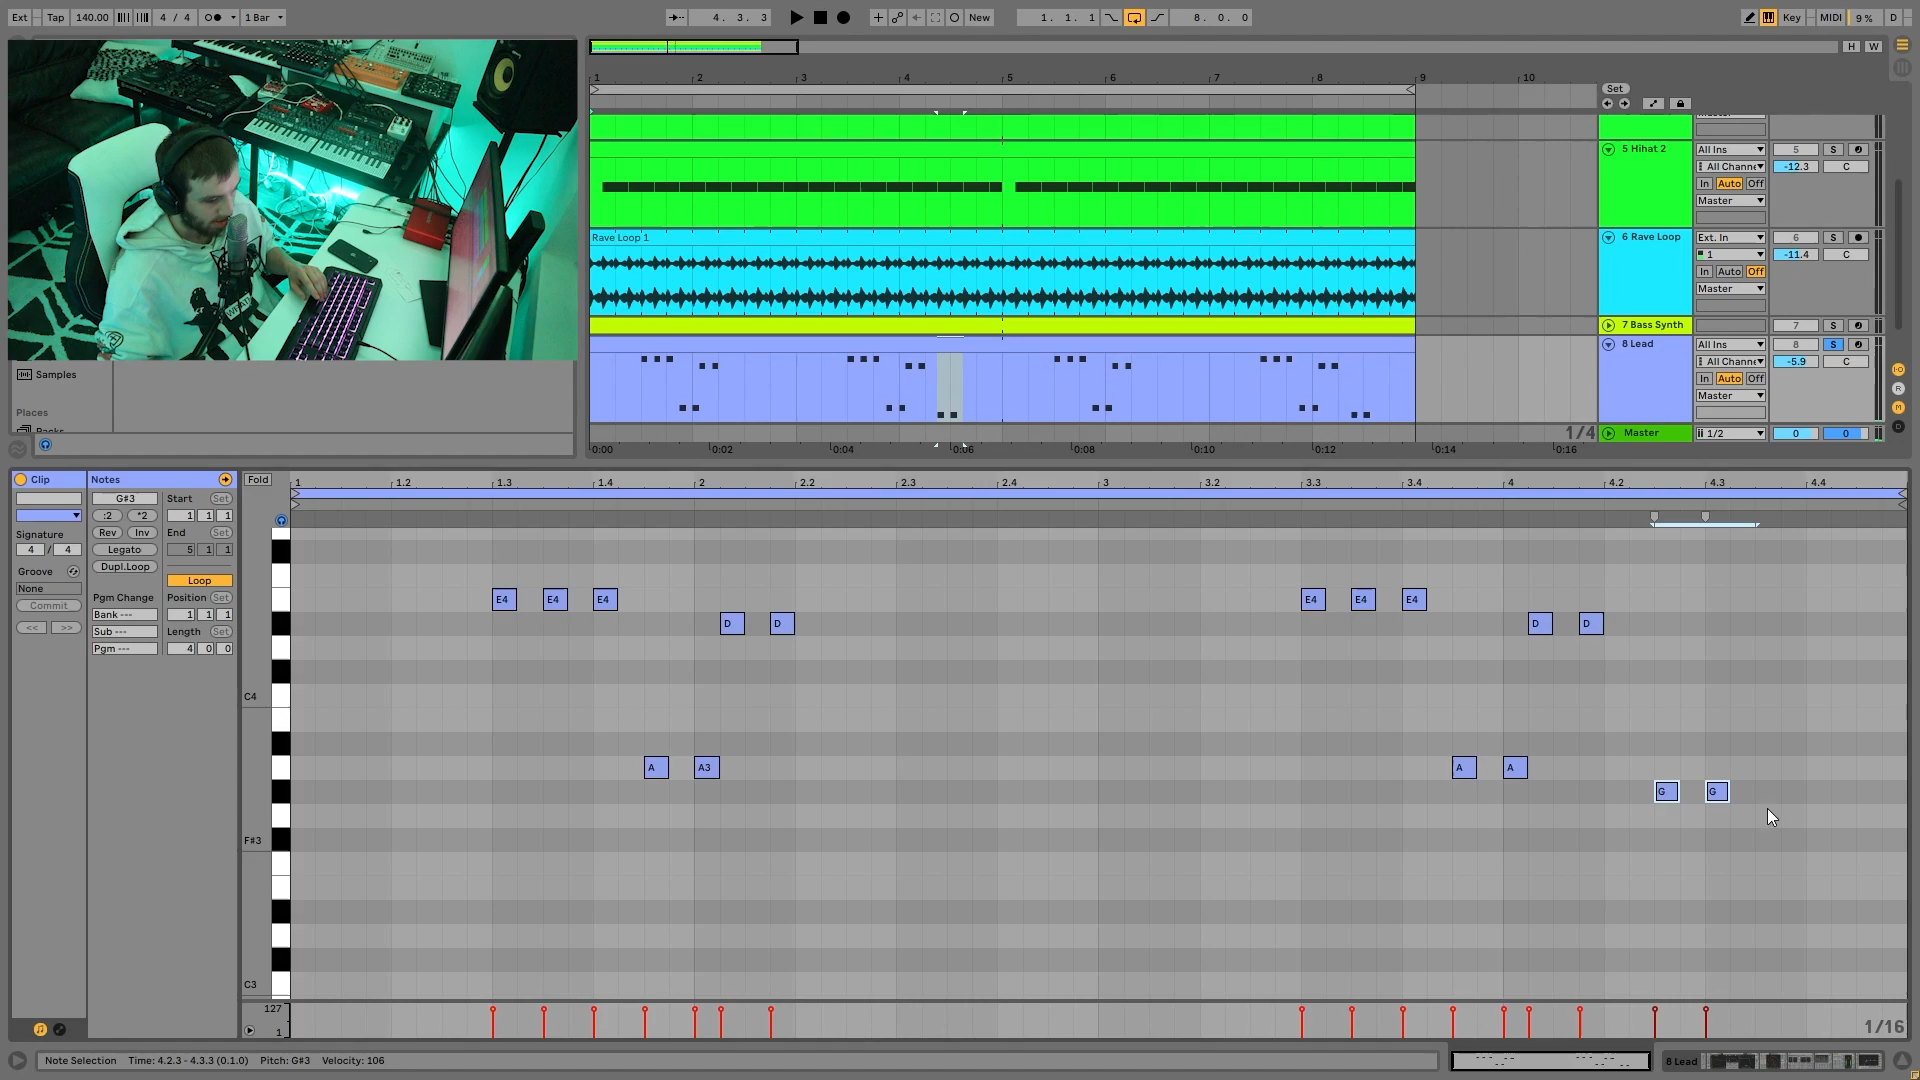 Ext Tap 140.00 4 / 4 1 Bar
4. 3. 3 New 1. 1. 1 8. 0. 0
Key MIDI 9 % D
H W
1 2 3 4 5 6 7 8 9 10
Set
5 Hihat 2 All Ins 5 S
All Channe -12.3 C
In Auto Off
Master
Rave Loop 1
6 Rave Loop Ext. In 6 S
1 -11.4 C
In Auto Off
Master
7 Bass Synth 7 S
8 Lead All Ins 8 S
All Channe -5.9 C
In Auto Off
Master
1/4
Master 1/2 0 0
0:00 0:02 0:04 0:06 0:08 0:10 0:12 0:14 0:16
Samples
Places
Clip
Signature
4 / 4
Groove
None
Commit
<< >>
Notes
G#3
:2 *2
Rev Inv
Legato
Dupl.Loop
Pgm Change
Bank ---
Sub ---
Pgm ---
Start Set
1 1 1
End Set
5 1 1
Loop
Position Set
1 1 1
Length Set
4 0 0
Fold
1 1.2 1.3 1.4 2 2.2 2.3 2.4 3 3.2 3.3 3.4 4 4.2 4.3 4.4
E4 E4 E4 E4 E4 E4
D D D D
C4
A A3 A A
G G
F#3
C3
127
1
1/16
Note Selection Time: 4.2.3 - 4.3.3 (0.1.0) Pitch: G#3 Velocity: 106
8 Lead